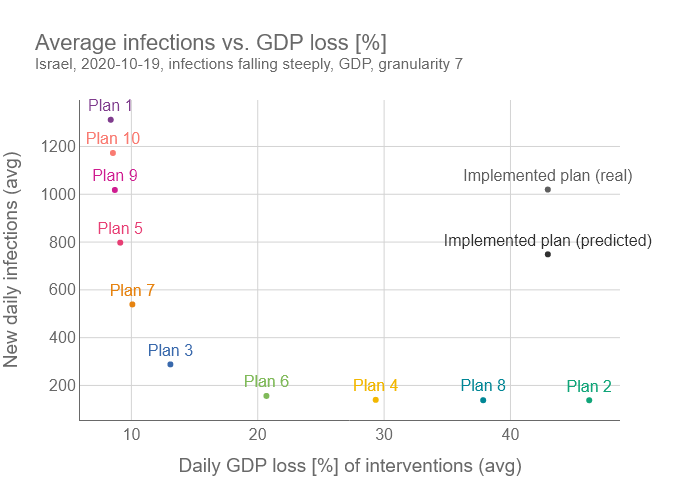 Average infections vs. GDP loss [%]
Israel, 2020-10-19, infections falling steeply, GDP, granularity 7
Plan 1
Plan 10
Plan 9
Plan 5
Plan 7
Plan 3
Plan 6
Plan 4
Plan 8
Plan 2
Implemented plan (real)
Implemented plan (predicted)
New daily infections (avg)
1200
1000
800
600
400
200
10
20
30
40
Daily GDP loss [%] of interventions (avg)